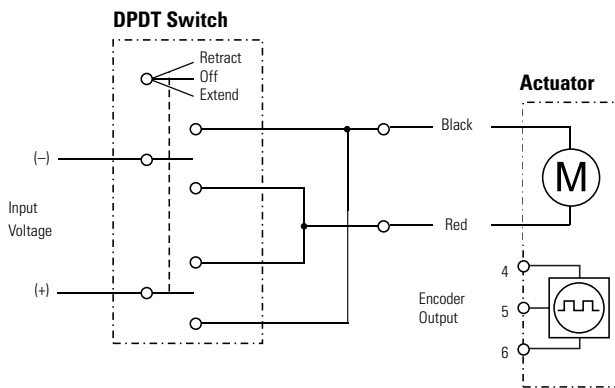 DPDT Switch
Retract
Off
Extend
Actuator
Black
(–)
M
Input
Voltage
Red
4
(+)
Encoder
Output
5
6